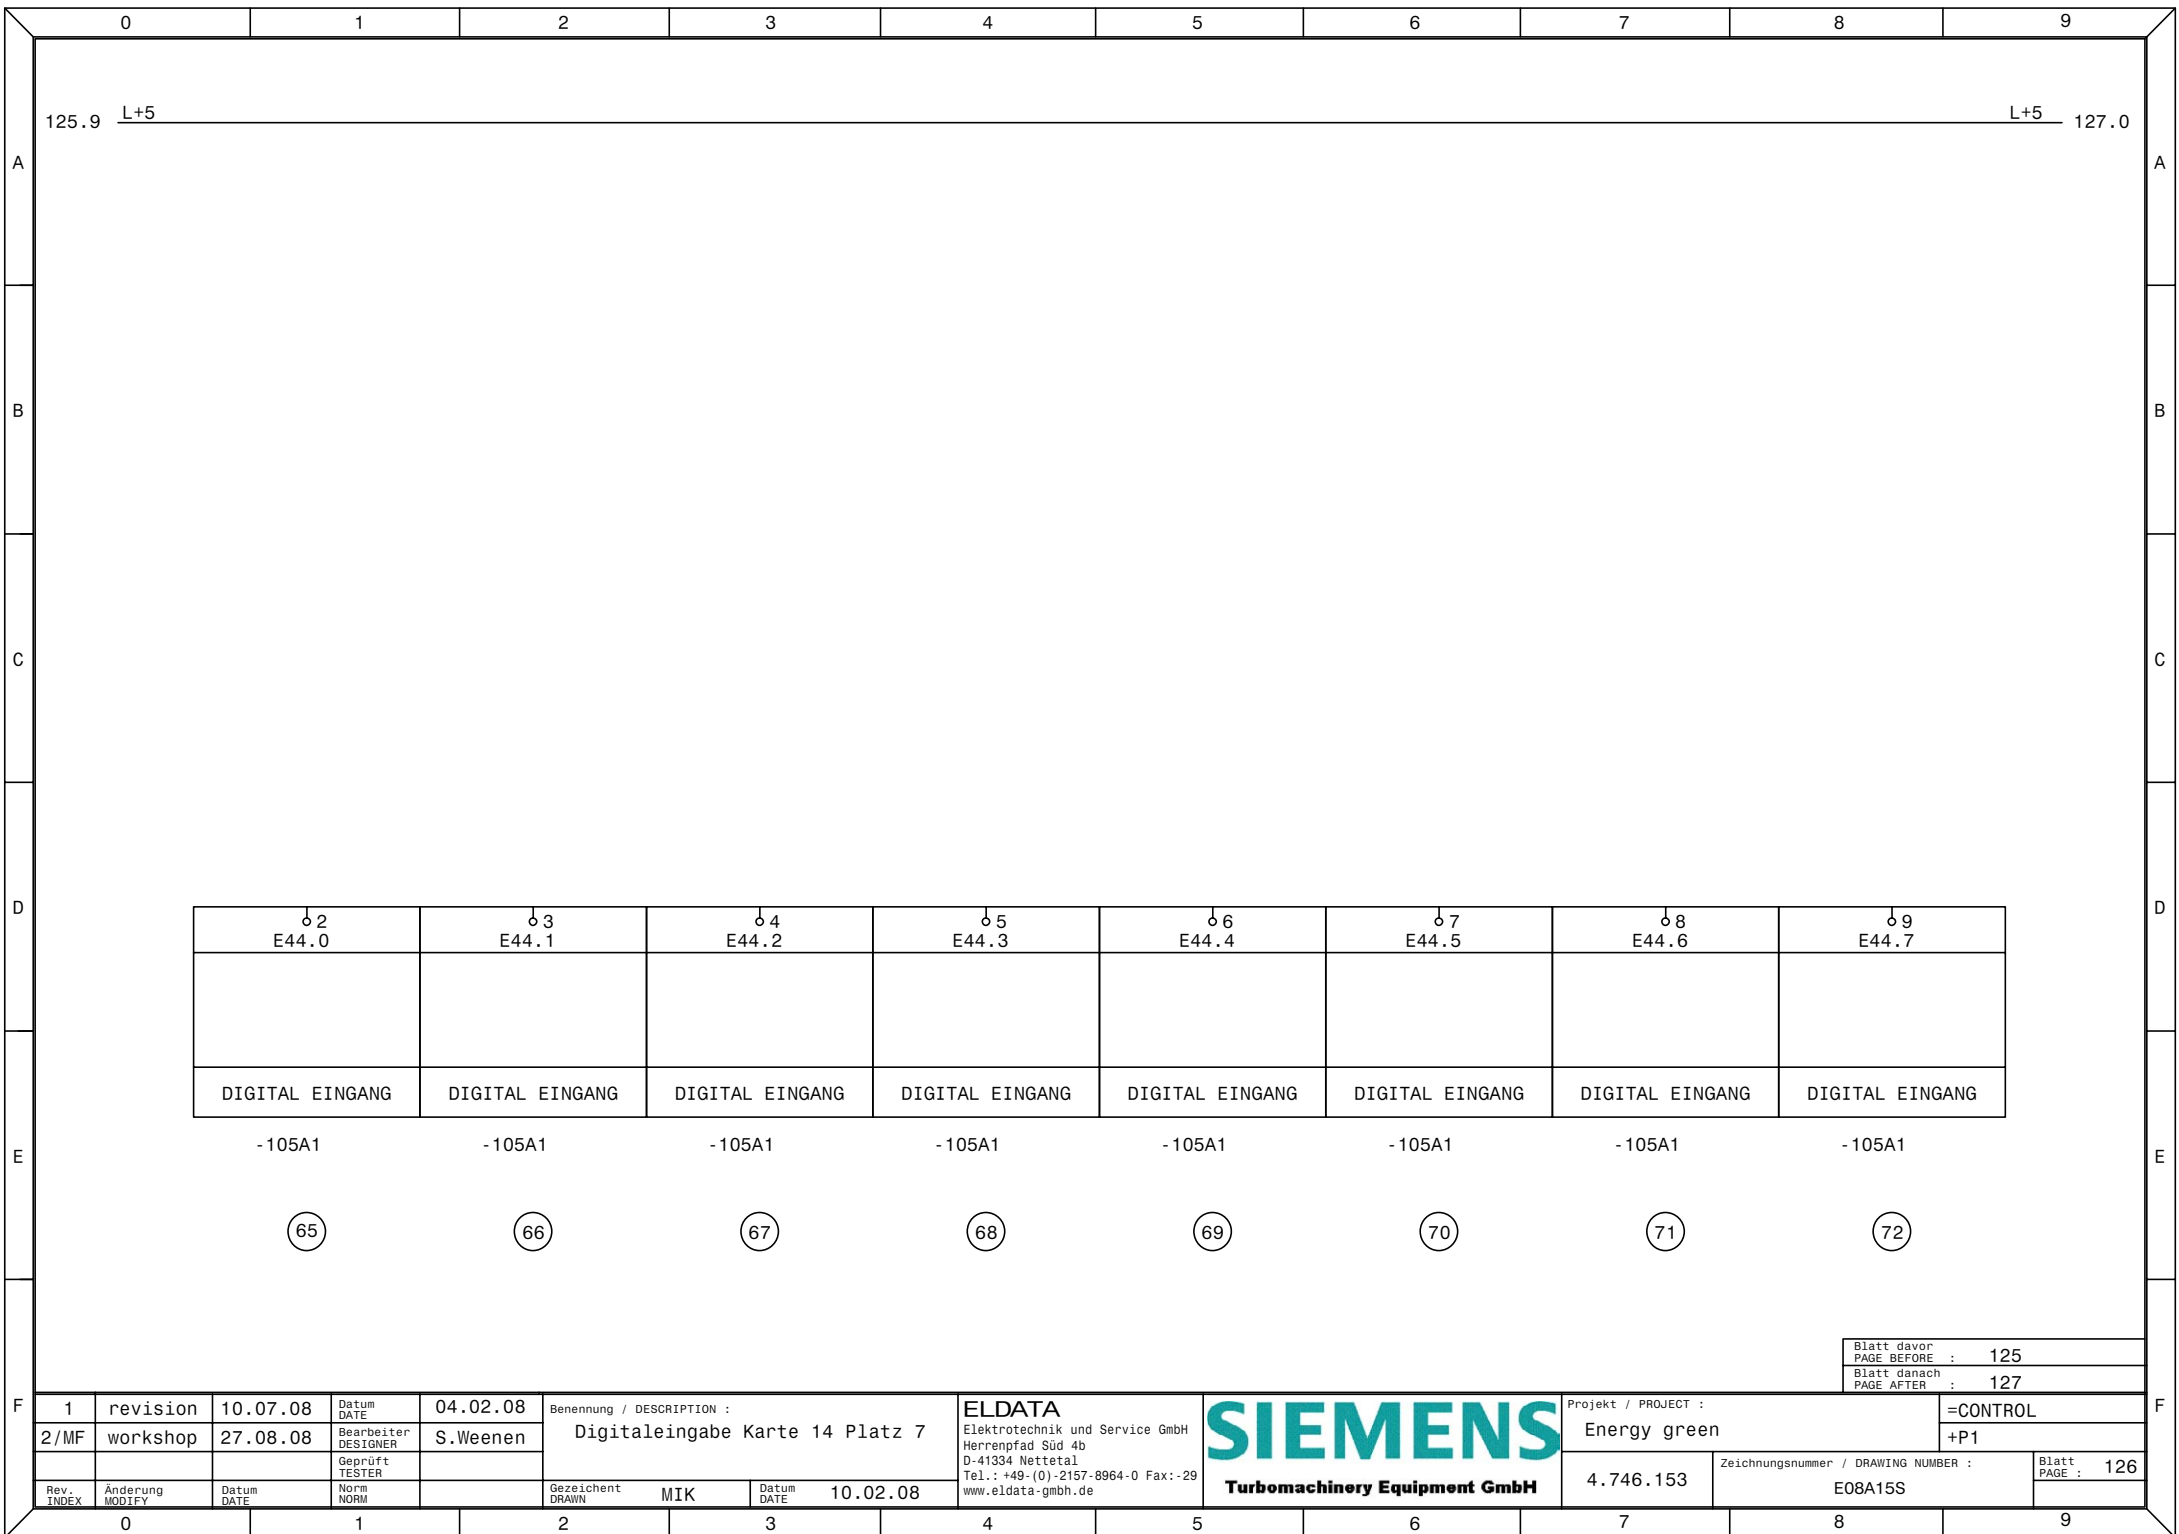 0 1 2 3 4 5 6 7 8 9
125.9 L+5 L+5 127.0
A A
B B
C C
D D
2 3 4 5 6 7 8 9
E44.0 E44.1 E44.2 E44.3 E44.4 E44.5 E44.6 E44.7
DIGITAL EINGANG DIGITAL EINGANG DIGITAL EINGANG DIGITAL EINGANG DIGITAL EINGANG DIGITAL EINGANG DIGITAL EINGANG DIGITAL EINGANG
-105A1 -105A1 -105A1 -105A1 -105A1 -105A1 -105A1 -105A1
E E
65 66 67 68 69 70 71 72
Blatt davor
PAGE BEFORE : 125
Blatt danach
PAGE AFTER : 127
F F
1 revision 10.07.08
2/MF workshop 27.08.08
Rev.
INDEX
Änderung
MODIFY
Datum
DATE
Datum
DATE
04.02.08
Bearbeiter
DESIGNER
S.Weenen
Geprüft
TESTER
Norm
NORM
Benennung / DESCRIPTION :
Digitaleingabe Karte 14 Platz 7
Gezeichent
DRAWN
MIK
Datum
DATE
10.02.08
ELDATA
Elektrotechnik und Service GmbH
Herrenpfad Süd 4b
D-41334 Nettetal
Tel.: +49-(0)-2157-8964-0 Fax:-29
www.eldata-gmbh.de
SIEMENS
Turbomachinery Equipment GmbH
Projekt / PROJECT :
Energy green
=CONTROL
+P1
4.746.153
Zeichnungsnummer / DRAWING NUMBER :
E08A15S
Blatt
PAGE : 126
0 1 2 3 4 5 6 7 8 9